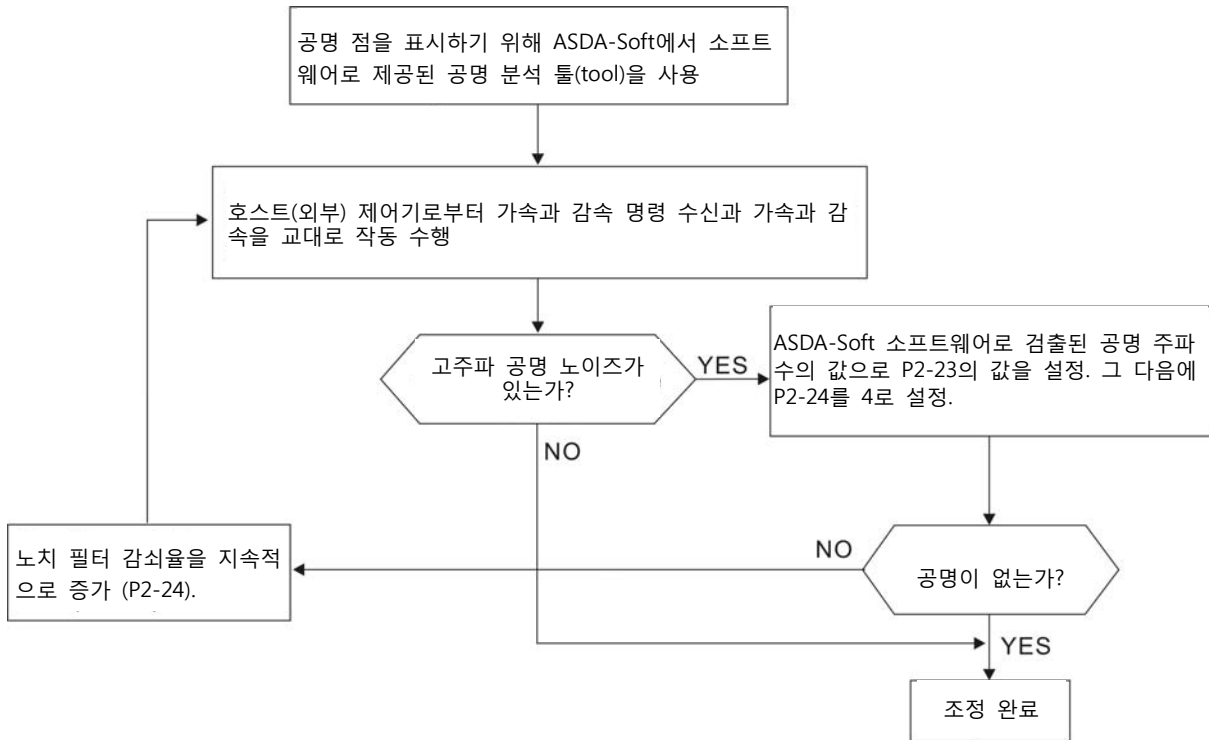 공명 점을 표시하기 위해 ASDA-Soft에서 소프트
웨어로 제공된 공명 분석 툴(tool)을 사용
호스트(외부) 제어기로부터 가속과 감속 명령 수신과 가속과 감
속을 교대로 작동 수행
고주파 공명 노이즈가
있는가?
YES
ASDA-Soft 소프트웨어로 검출된 공명 주파
수의 값으로 P2-23의 값을 설정. 그 다음에
P2-24를 4로 설정.
NO
노치 필터 감쇠율을 지속적
으로 증가 (P2-24).
NO
공명이 없는가?
YES
조정 완료